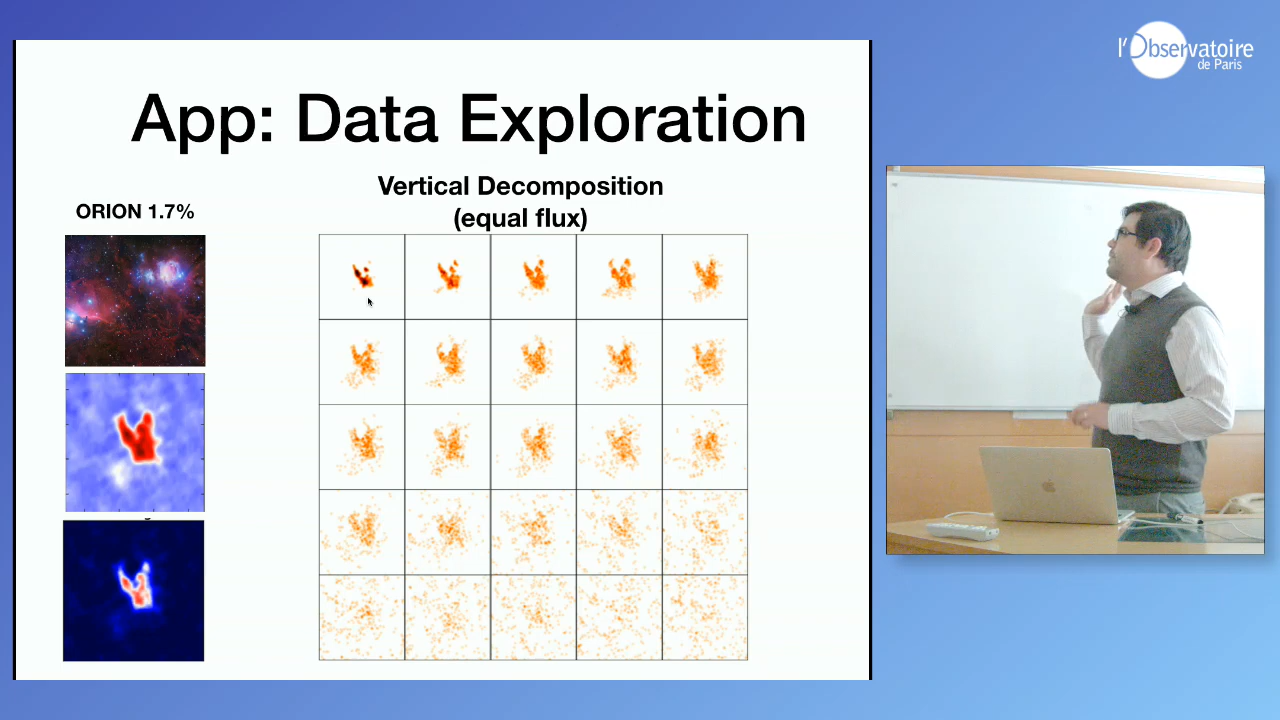 App: Data Exploration
Vertical Decomposition
(equal flux)
ORION 1.7%
l'Observatoire
de Paris